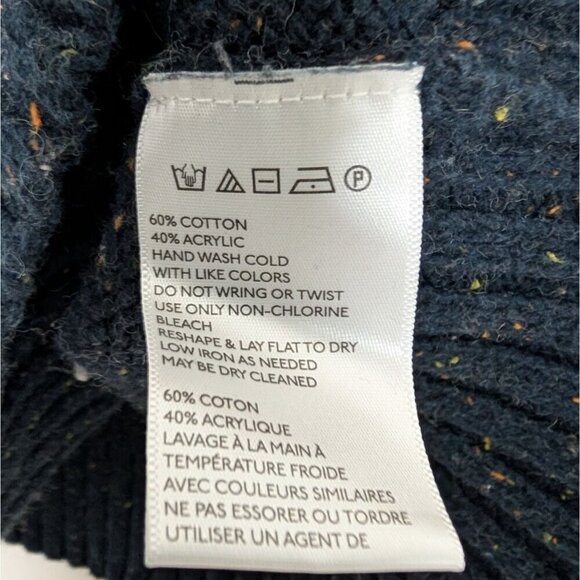 P
60% COTTON
40% ACRYLIC
HAND WASH COLD
WITH LIKE COLORS
DO NOT WRING OR TWIST
USE ONLY NON-CHLORINE
BLEACH
RESHAPE & LAY FLAT TO DRY
LOW IRON AS NEEDED
MAY BE DRY CLEANED
60% COTON
40% ACRYLIQUE
LAVAGE À LA MAIN À
TEMPÉRATURE FROIDE
AVEC COULEURS SIMILAIRES
NE PAS ESSORER OU TORDRE
UTILISER UN AGENT DE